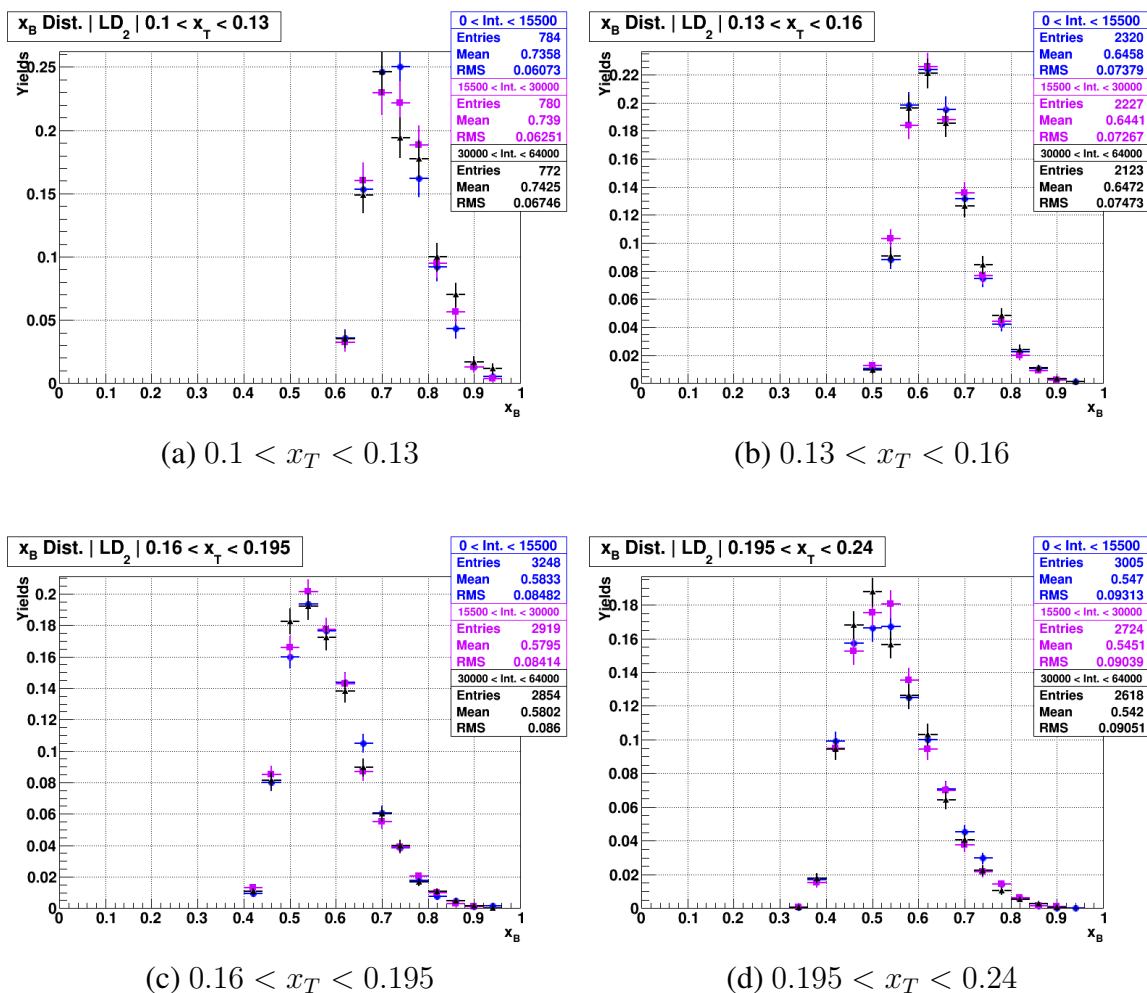 x_B Dist. | LD_2 | 0.1 < x_T < 0.13
0 < Int. < 15500
Entries 784
Mean 0.7358
RMS 0.06073
15500 < Int. < 30000
Entries 780
Mean 0.739
RMS 0.06251
30000 < Int. < 64000
Entries 772
Mean 0.7425
RMS 0.06746
Yields
0.25
0.2
0.15
0.1
0.05
0
0 0.1 0.2 0.3 0.4 0.5 0.6 0.7 0.8 0.9 1
x_B
(a) 0.1 < x_T < 0.13
x_B Dist. | LD_2 | 0.13 < x_T < 0.16
0 < Int. < 15500
Entries 2320
Mean 0.6458
RMS 0.07379
15500 < Int. < 30000
Entries 2227
Mean 0.6441
RMS 0.07267
30000 < Int. < 64000
Entries 2123
Mean 0.6472
RMS 0.07473
Yields
0.22
0.2
0.18
0.16
0.14
0.12
0.1
0.08
0.06
0.04
0.02
0
0 0.1 0.2 0.3 0.4 0.5 0.6 0.7 0.8 0.9 1
x_B
(b) 0.13 < x_T < 0.16
x_B Dist. | LD_2 | 0.16 < x_T < 0.195
0 < Int. < 15500
Entries 3248
Mean 0.5833
RMS 0.08482
15500 < Int. < 30000
Entries 2919
Mean 0.5795
RMS 0.08414
30000 < Int. < 64000
Entries 2854
Mean 0.5802
RMS 0.086
Yields
0.2
0.18
0.16
0.14
0.12
0.1
0.08
0.06
0.04
0.02
0
0 0.1 0.2 0.3 0.4 0.5 0.6 0.7 0.8 0.9 1
x_B
(c) 0.16 < x_T < 0.195
x_B Dist. | LD_2 | 0.195 < x_T < 0.24
0 < Int. < 15500
Entries 3005
Mean 0.547
RMS 0.09313
15500 < Int. < 30000
Entries 2724
Mean 0.5451
RMS 0.09039
30000 < Int. < 64000
Entries 2618
Mean 0.542
RMS 0.09051
Yields
0.18
0.16
0.14
0.12
0.1
0.08
0.06
0.04
0.02
0
0 0.1 0.2 0.3 0.4 0.5 0.6 0.7 0.8 0.9 1
x_B
(d) 0.195 < x_T < 0.24